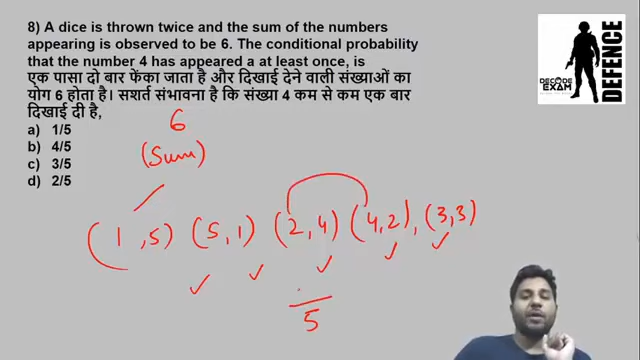 8) A dice is thrown twice and the sum of the numbers
appearing is observed to be 6. The conditional probability
that the number 4 has appeared a at least once, is
एक पासा दो बार फेंका जाता है और दिखाई देने वाली संख्याओं का
योग 6 होता है। सशर्त संभावना है कि संख्या 4 कम से कम एक बार
दिखाई दी है,
a) 1/5
b) 4/5
c) 3/5
d) 2/5
6
(Sum)
(1,5) (5,1) (2,4) (4,2), (3,3)
5
DECODE EXAM
DEFENCE